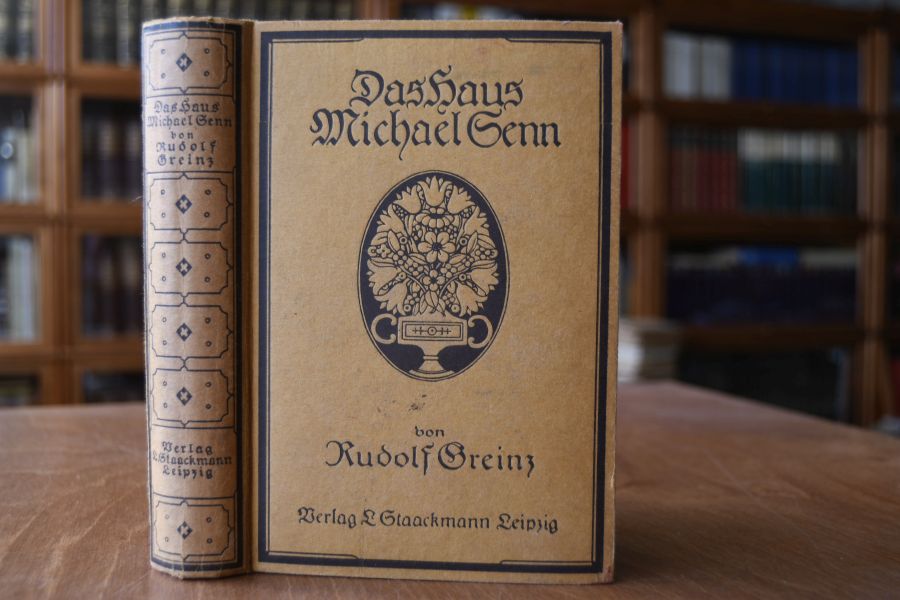 Das Haus
Michael Senn
von
Rudolf
Greinz
Verlag
L. Staackmann
Leipzig
Das Haus
Michael Senn
von
Rudolf Greinz
Verlag L. Staackmann Leipzig